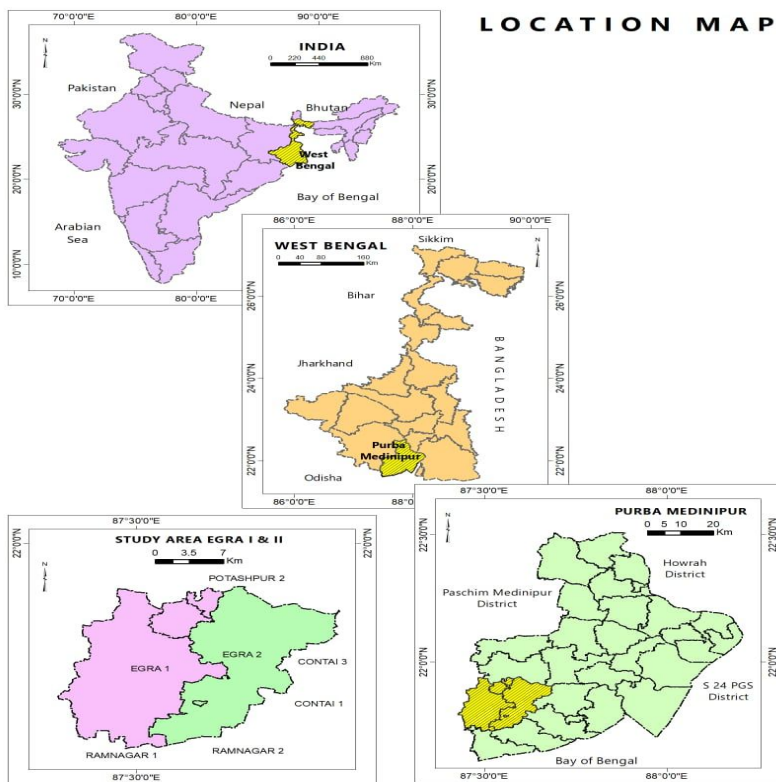 LOCATION MAP
70°0'0"E
80°0'0"E
90°0'0"E
INDIA
N
0 220 440 880
Km
Pakistan
Nepal
Bhutan
West
Bengal
Bay of Bengal
Arabian
Sea
30°0'0"N
20°0'0"N
10°0'0"N
30°0'0"N
20°0'0"N
70°0'0"E
80°0'0"E
86°0'0"E
88°0'0"E
90°0'0"E
WEST BENGAL
0 40 80 160
Km
Sikkim
N
Bihar
Jharkhand
BANGLADESH
Purba
Medinipur
Odisha
26°0'0"N
24°0'0"N
22°0'0"N
26°0'0"N
24°0'0"N
22°0'0"N
86°0'0"E
88°0
87°30'0"E
STUDY AREA EGRA I & II
0 3.5 7
Km
N
POTASHPUR 2
EGRA 1
EGRA 2
CONTAI 3
CONTAI 1
RAMNAGAR 1
RAMNAGAR 2
22°0'0"N
22°0'0"N
87°30'0"E
87°30'0"E
88°0'0"E
PURBA MEDINIPUR
0 5 10 20
Km
N
Howrah
District
Paschim Medinipur
District
S 24 PGS
District
Bay of Bengal
22°30'0"N
22°0'0"N
22°30'0"N
22°0'0"N
87°30'0"E
88°0'0"E